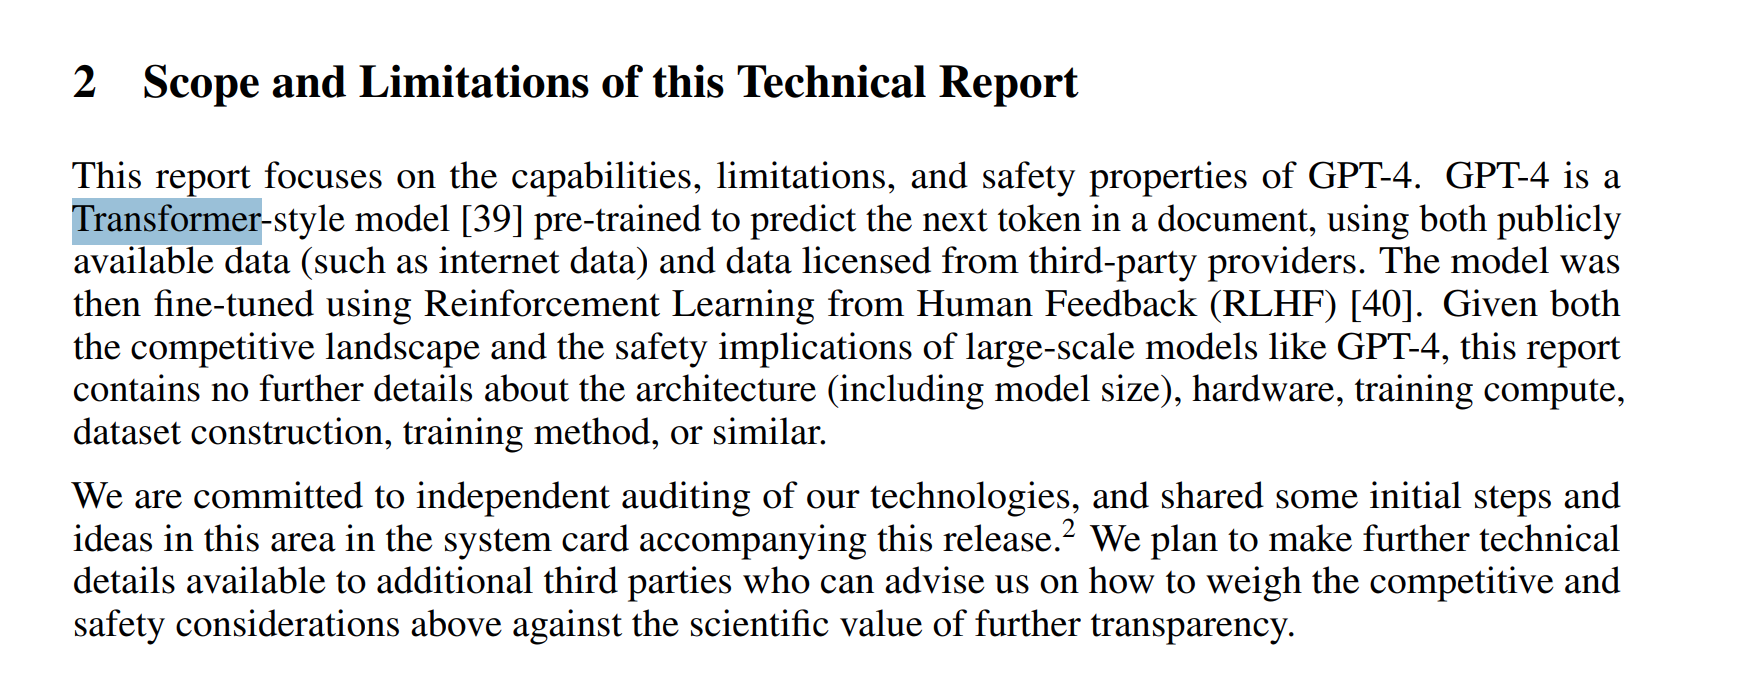 2 Scope and Limitations of this Technical Report
This report focuses on the capabilities, limitations, and safety properties of GPT-4. GPT-4 is a
Transformer-style model [39] pre-trained to predict the next token in a document, using both publicly
available data (such as internet data) and data licensed from third-party providers. The model was
then fine-tuned using Reinforcement Learning from Human Feedback (RLHF) [40]. Given both
the competitive landscape and the safety implications of large-scale models like GPT-4, this report
contains no further details about the architecture (including model size), hardware, training compute,
dataset construction, training method, or similar.
We are committed to independent auditing of our technologies, and shared some initial steps and
ideas in this area in the system card accompanying this release.² We plan to make further technical
details available to additional third parties who can advise us on how to weigh the competitive and
safety considerations above against the scientific value of further transparency.